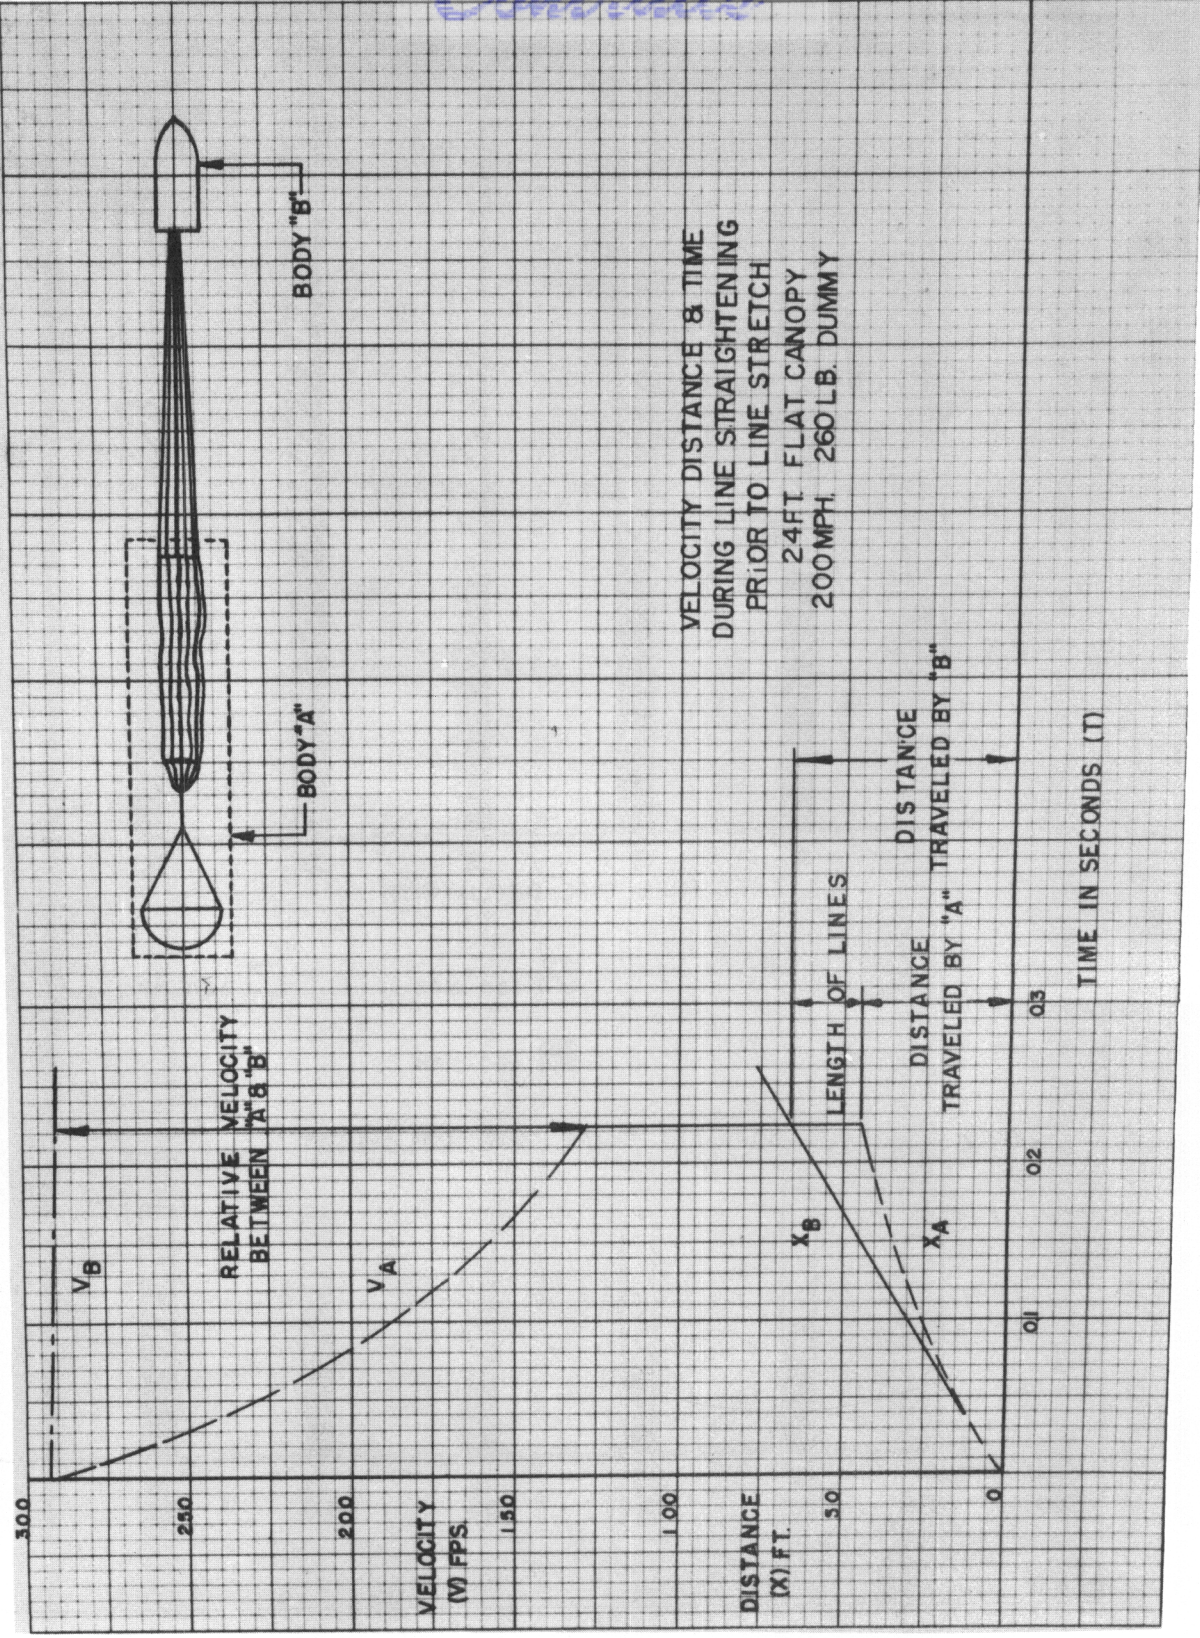 300
250
200
VELOCITY
(V) FPS.
150
100
DISTANCE
(X) FT.
50
0
V_B
RELATIVE VELOCITY
BETWEEN "A" & "B"
V_A
BODY "A"
BODY "B"
VELOCITY DISTANCE & TIME
DURING LINE STRAIGHTENING
PRiOR TO LINE STRETCH
24 FT. FLAT CANOPY
200 MPH. 260 LB. DUMMY
X_B
X_A
LENGTH OF LINES
DISTANCE
TRAVELED BY "A"
DISTANCE
TRAVELED BY "B"
0.1
0.2
0.3
TIME IN SECONDS (T)